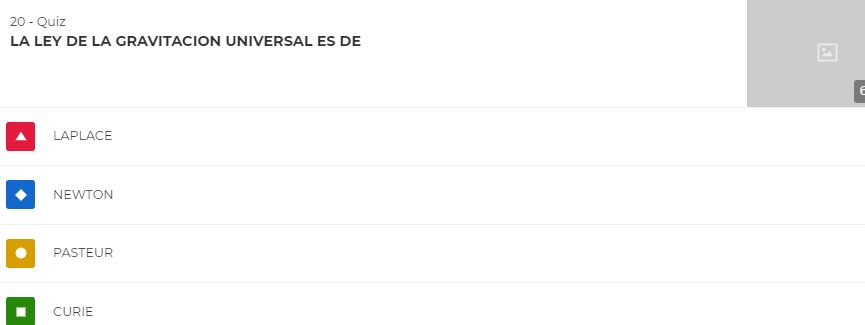 20 - Quiz
LA LEY DE LA GRAVITACION UNIVERSAL ES DE
LAPLACE
NEWTON
PASTEUR
CURIE